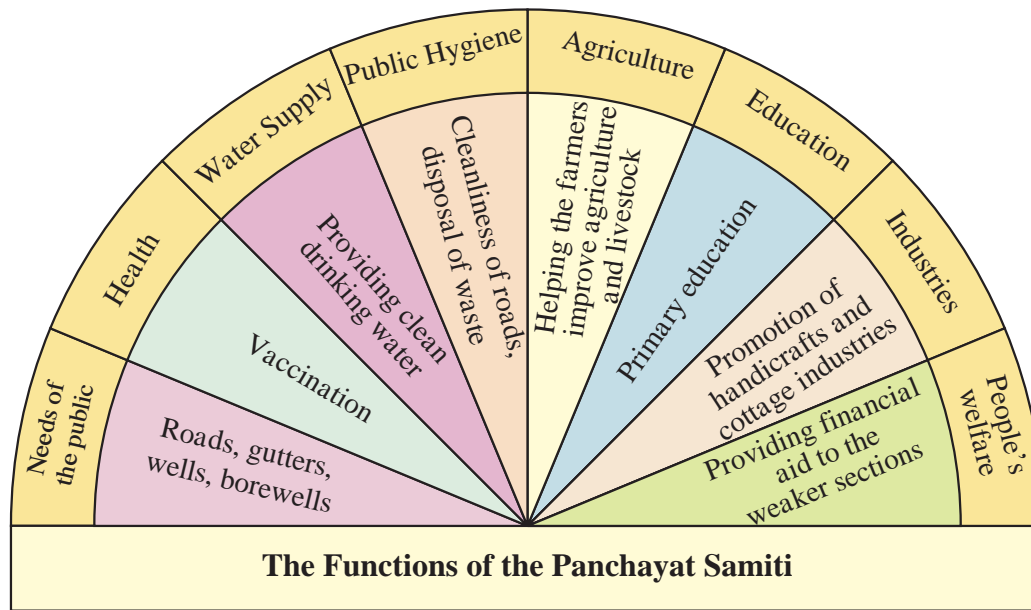 Needs of
the public
Roads, gutters,
wells, borewells
Health
Vaccination
Water Supply
Providing clean
drinking water
Public Hygiene
Cleanliness of roads,
disposal of waste
Agriculture
Helping the farmers
improve agriculture
and livestock
Education
Primary education
Industries
Promotion of
handicrafts and
cottage industries
People's
welfare
Providing financial
aid to the
weaker sections
The Functions of the Panchayat Samiti